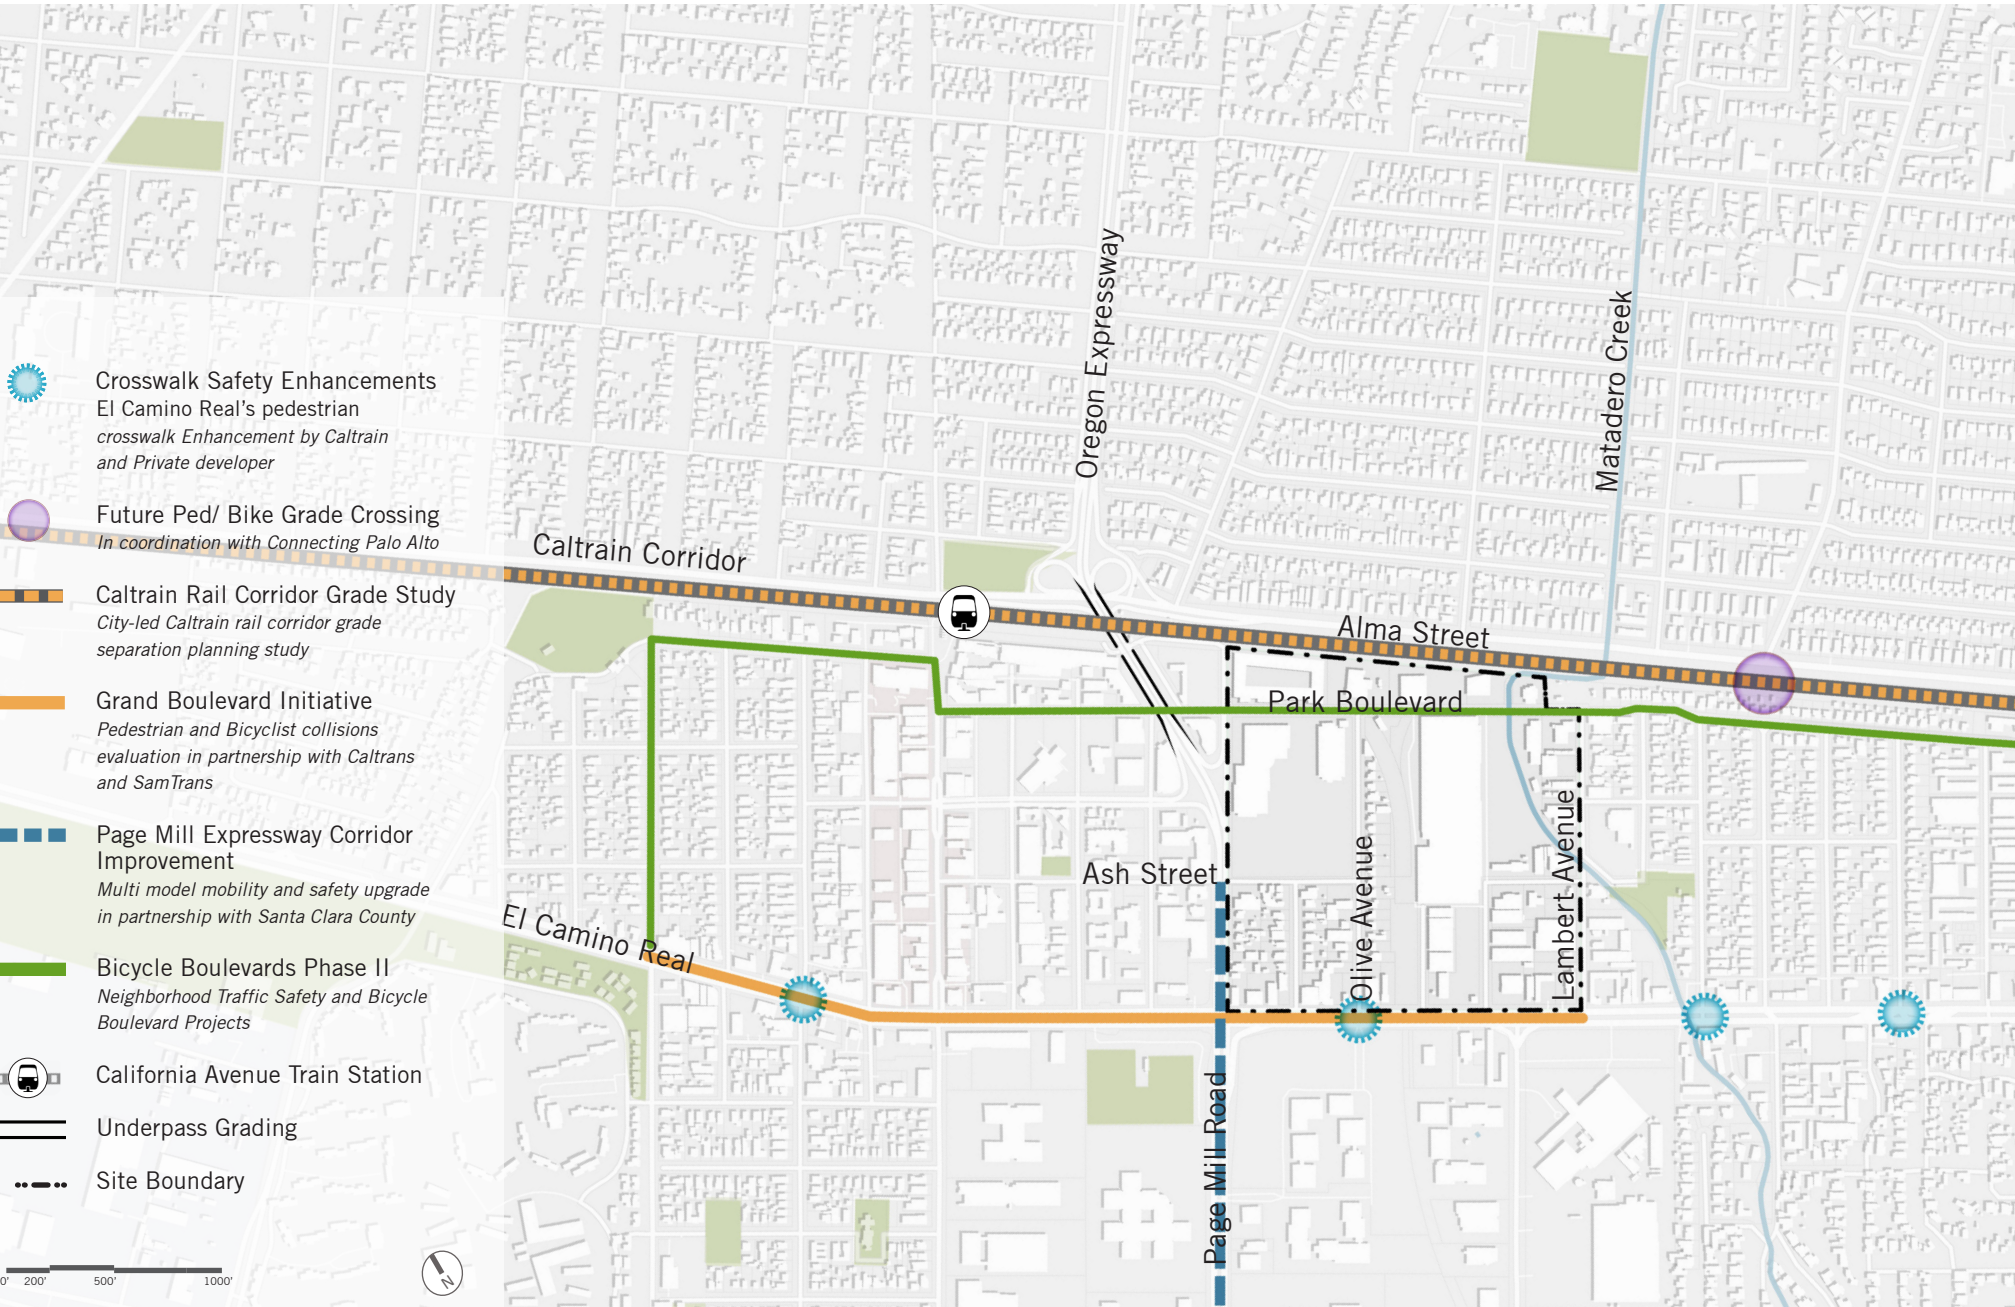 Crosswalk Safety Enhancements
El Camino Real's pedestrian
crosswalk Enhancement by Caltrain
and Private developer
Future Ped/ Bike Grade Crossing
In coordination with Connecting Palo Alto
Caltrain Rail Corridor Grade Study
City-led Caltrain rail corridor grade
separation planning study
Grand Boulevard Initiative
Pedestrian and Bicyclist collisions
evaluation in partnership with Caltrans
and SamTrans
Page Mill Expressway Corridor
Improvement
Multi model mobility and safety upgrade
in partnership with Santa Clara County
Bicycle Boulevards Phase II
Neighborhood Traffic Safety and Bicycle
Boulevard Projects
California Avenue Train Station
Underpass Grading
Site Boundary
0' 200' 500' 1000'
N
Caltrain Corridor
Oregon Expressway
Matadero Creek
Alma Street
Park Boulevard
Ash Street
Olive Avenue
Lambert Avenue
El Camino Real
Page Mill Road